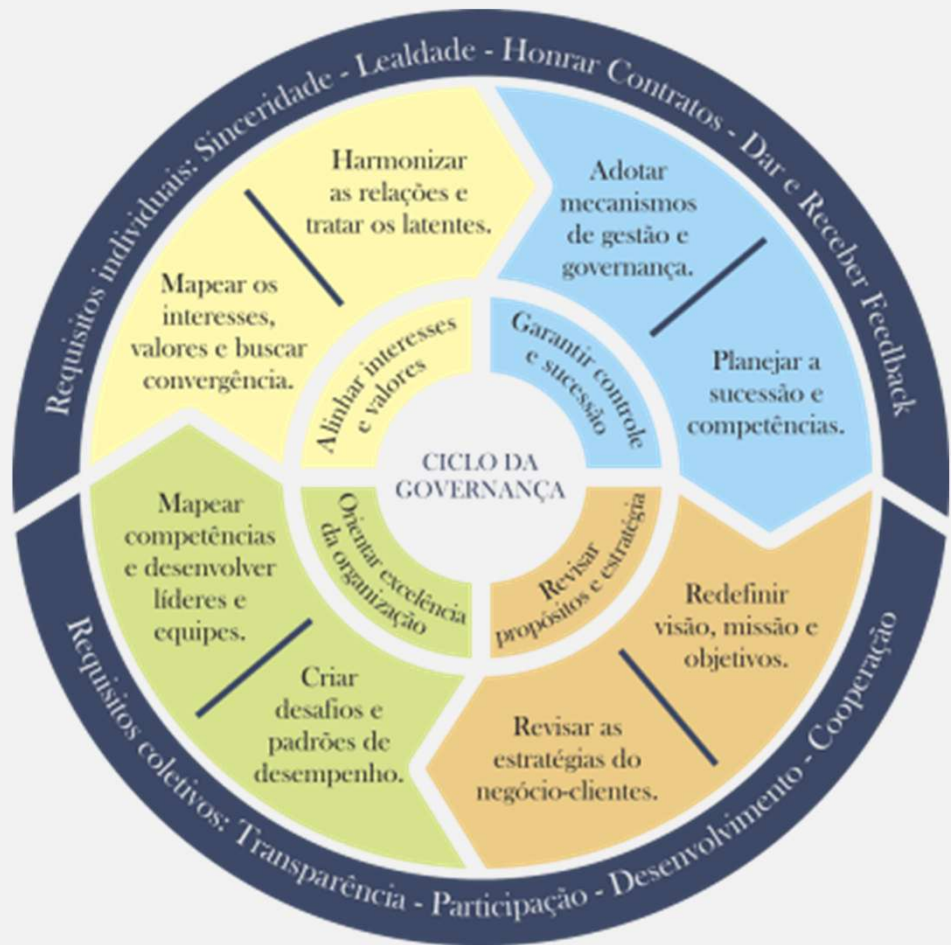 Requisitos individuais: Sinceridade - Lealdade - Honrar Contratos - Dar e Receber Feedback
Harmonizar
as relações e
tratar os latentes.
Mapear os
interesses,
valores e buscar
convergência.
Alinhar interesses
e valores
Adotar
mecanismos
de gestão e
governança.
Planejar a
sucessão e
competências.
Garantir controle
e sucessão
CICLO DA
GOVERNANÇA
Mapear
competências
e desenvolver
líderes e
equipes.
Criar
desafios e
padrões de
desempenho.
Orientar excelência
da organização
Redefinir
visão, missão e
objetivos.
Revisar as
estratégias do
negócio-clientes.
Revisar
propósitos e estratégia
Requisitos coletivos: Transparência - Participação - Desenvolvimento - Cooperação